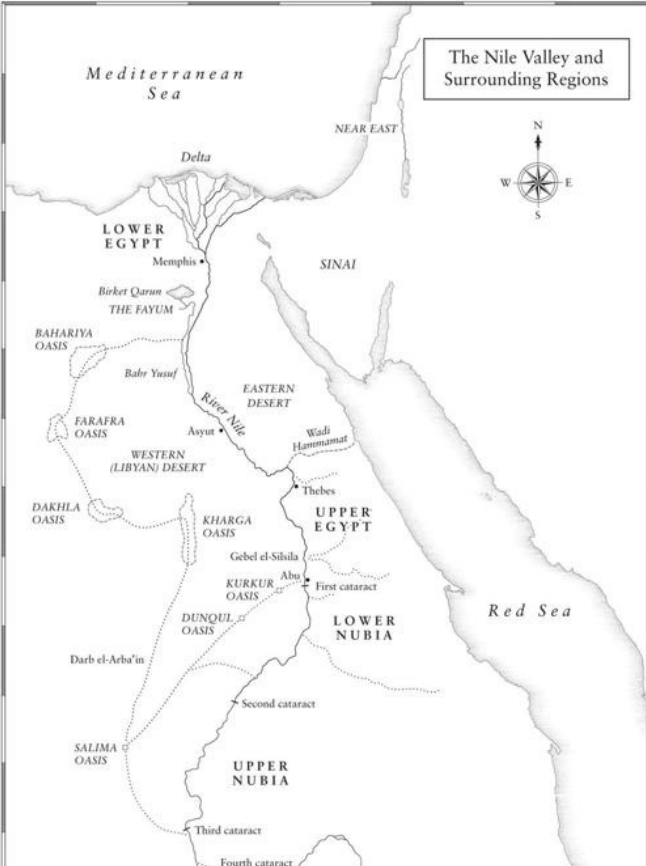 The Nile Valley and
Surrounding Regions
Mediterranean
Sea
NEAR EAST
N
W
E
S
Delta
LOWER
EGYPT
Memphis
SINAI
Birket Qarun
THE FAYUM
BAHARIYA
OASIS
Bahr Yusuf
EASTERN
DESERT
River Nile
FARAFRA
OASIS
Asyut
Wadi
Hammamat
WESTERN
(LIBYAN) DESERT
Thebes
DAKHLA
OASIS
KHARGA
OASIS
UPPER
EGYPT
Gebel el-Silsila
Abu
First cataract
KURKUR
OASIS
Red Sea
DUNQUL
OASIS
LOWER
NUBIA
Darb el-Arba'in
Second cataract
SALIMA
OASIS
UPPER
NUBIA
Third cataract
Fourth cataract